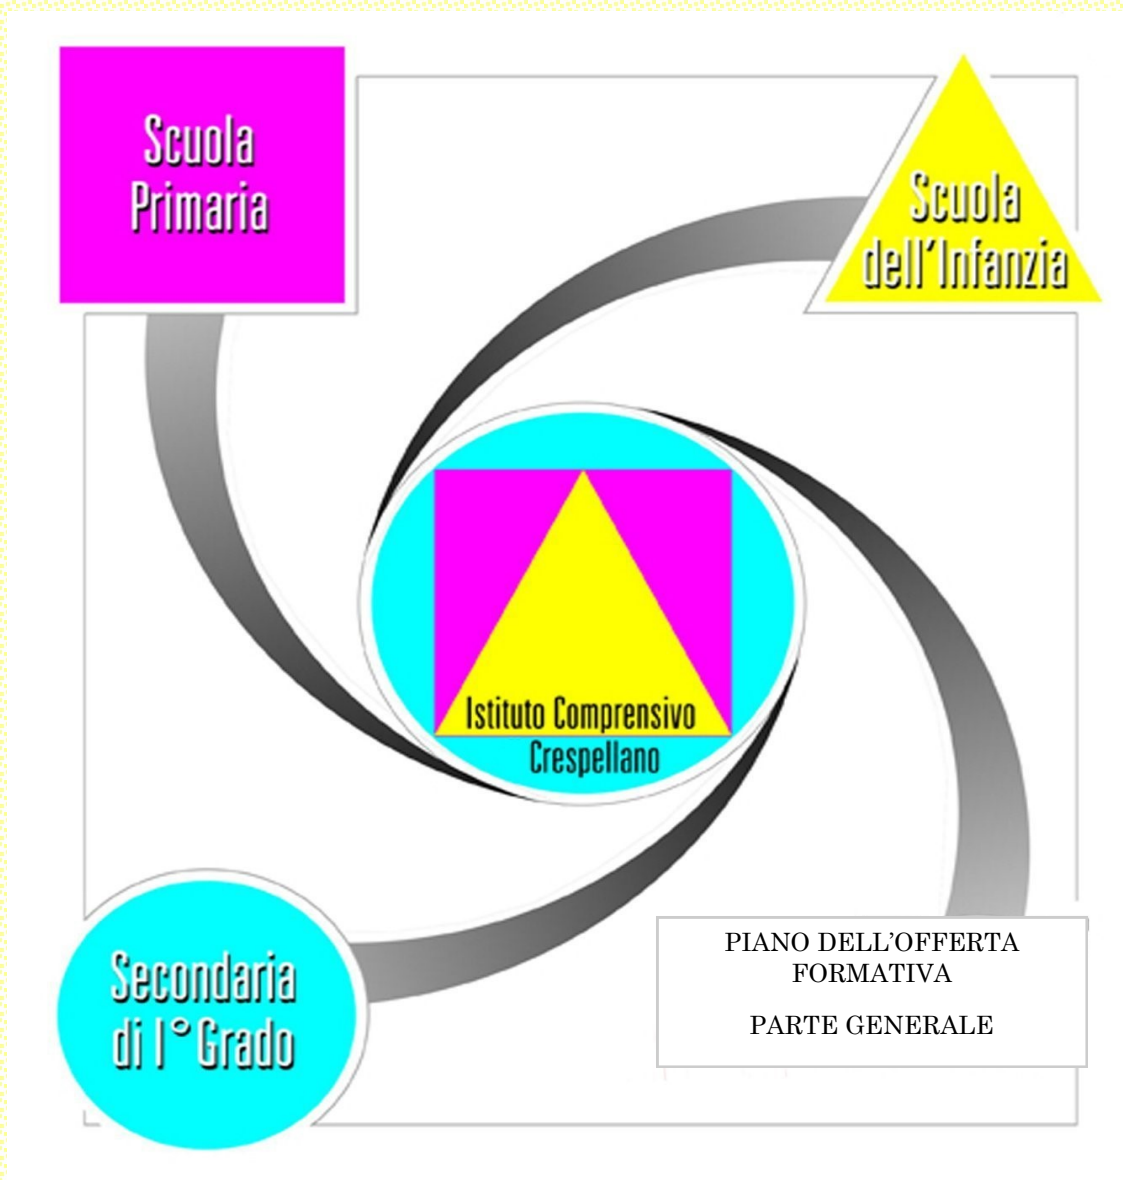 Scuola
Primaria
Scuola
dell'Infanzia
Istituto Comprensivo
Crespellano
Secondaria
di I° Grado
PIANO DELL’OFFERTA
FORMATIVA
PARTE GENERALE